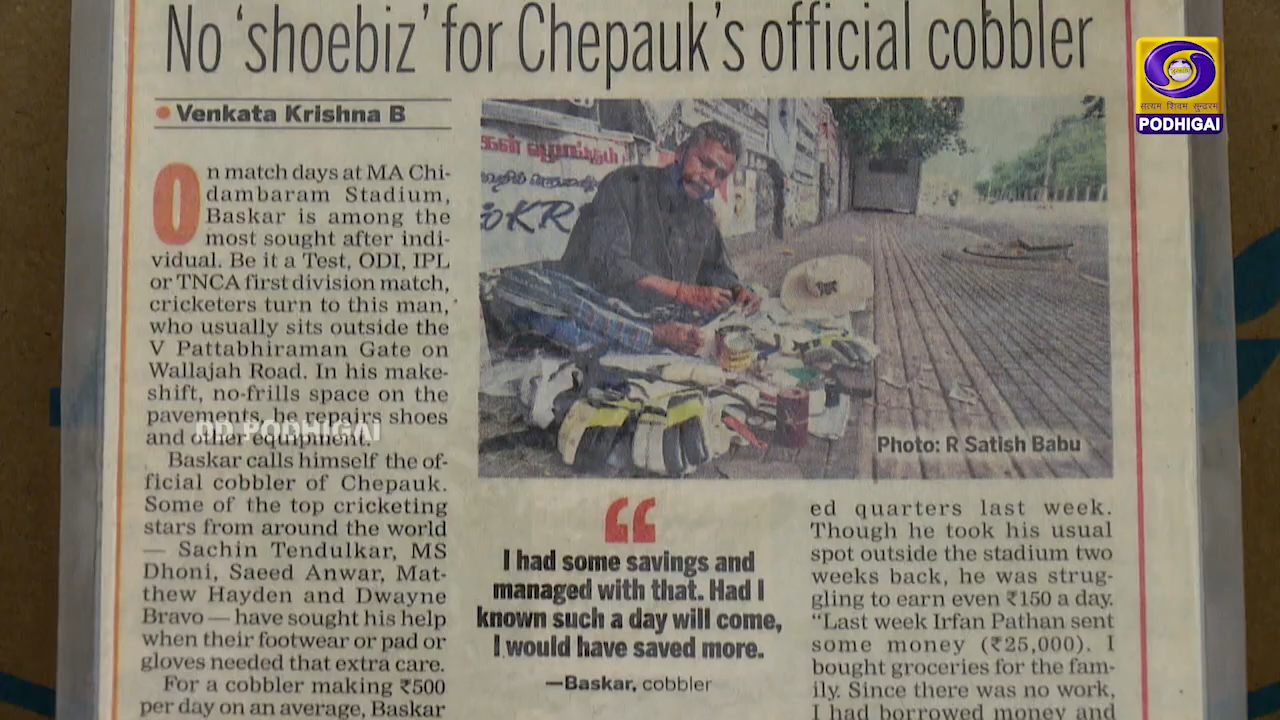 No ‘shoebiz’ for Chepauk’s official cobbler
Venkata Krishna B
On match days at MA Chi-
dambaram Stadium,
Baskar is among the
most sought after indi-
vidual. Be it a Test, ODI, IPL
or TNCA first division match,
cricketers turn to this man,
who usually sits outside the
V Pattabhiraman Gate on
Wallajah Road. In his make-
shift, no-frills space on the
pavements, he repairs shoes
and other equipment.
Baskar calls himself the of-
ficial cobbler of Chepauk.
Some of the top cricketing
stars from around the world
— Sachin Tendulkar, MS
Dhoni, Saeed Anwar, Mat-
thew Hayden and Dwayne
Bravo — have sought his help
when their footwear or pad or
gloves needed that extra care.
For a cobbler making ₹500
per day on an average, Baskar
KR
Photo: R Satish Babu
“
I had some savings and
managed with that. Had I
known such a day will come,
I would have saved more.
—Baskar, cobbler
ed quarters last week.
Though he took his usual
spot outside the stadium two
weeks back, he was strug-
gling to earn even ₹150 a day.
“Last week Irfan Pathan sent
some money (₹25,000). I
bought groceries for the fam-
ily. Since there was no work,
I had borrowed money and
सत्यम शिवम सुन्दरम
PODHIGAI
DD PODHIGAI